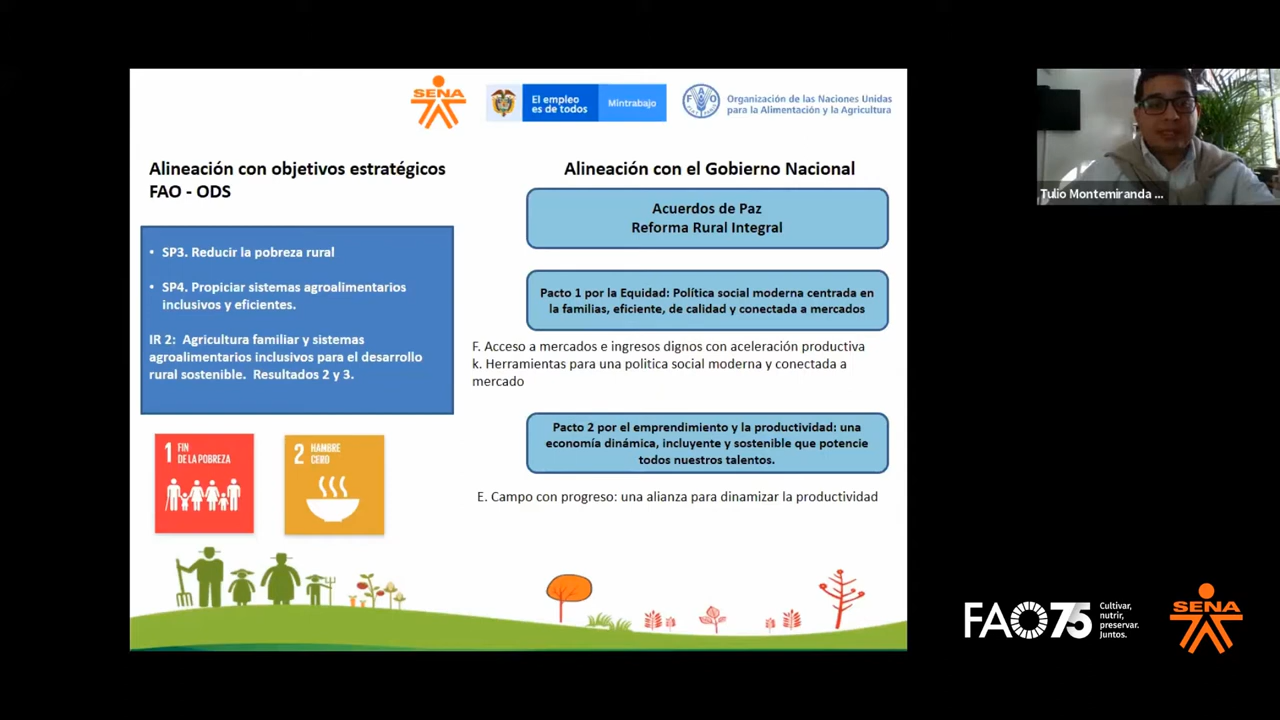 SENA
El empleo
es de todos
Mintrabajo
FAO
Organización de las Naciones Unidas
para la Alimentación y la Agricultura
Alineación con objetivos estratégicos
FAO - ODS
• SP3. Reducir la pobreza rural
• SP4. Propiciar sistemas agroalimentarios
inclusivos y eficientes.
IR 2: Agricultura familiar y sistemas
agroalimentarios inclusivos para el desarrollo
rural sostenible. Resultados 2 y 3.
1 FIN
DE LA POBREZA
2 HAMBRE
CERO
Alineación con el Gobierno Nacional
Acuerdos de Paz
Reforma Rural Integral
Pacto 1 por la Equidad: Política social moderna centrada en
la familias, eficiente, de calidad y conectada a mercados
F. Acceso a mercados e ingresos dignos con aceleración productiva
k. Herramientas para una politica social moderna y conectada a
mercado
Pacto 2 por el emprendimiento y la productividad: una
economía dinámica, incluyente y sostenible que potencie
todos nuestros talentos.
E. Campo con progreso: una alianza para dinamizar la productividad
Tulio Montemiranda ...
FAO75
Cultivar,
nutrir,
preservar.
Juntos.
SENA